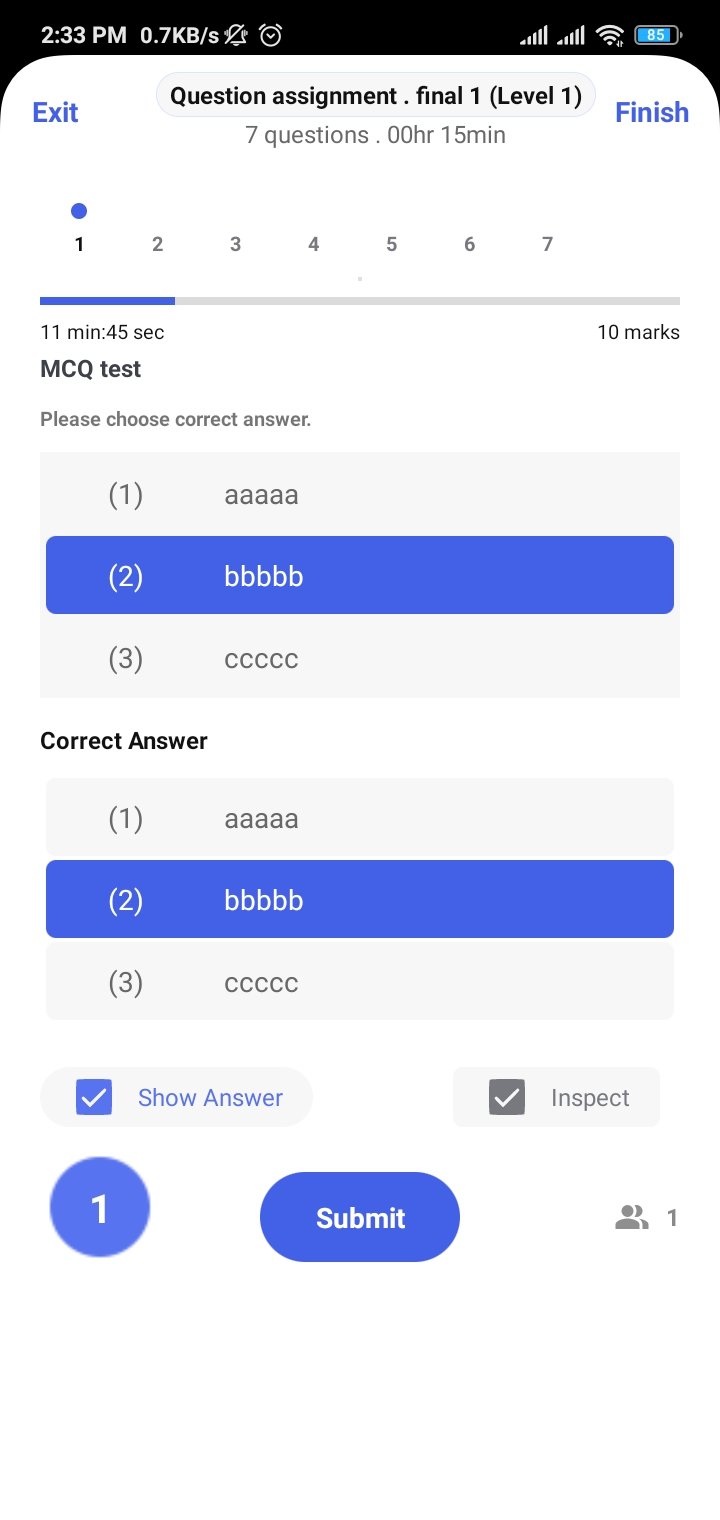 2:33 PM 0.7KB/s 85
Exit
Question assignment . final 1 (Level 1)
Finish
7 questions . 00hr 15min
1 2 3 4 5 6 7
11 min:45 sec 10 marks
MCQ test
Please choose correct answer.
(1) aaaaa
(2) bbbbb
(3) ccccc
Correct Answer
(1) aaaaa
(2) bbbbb
(3) ccccc
Show Answer Inspect
1 Submit 1